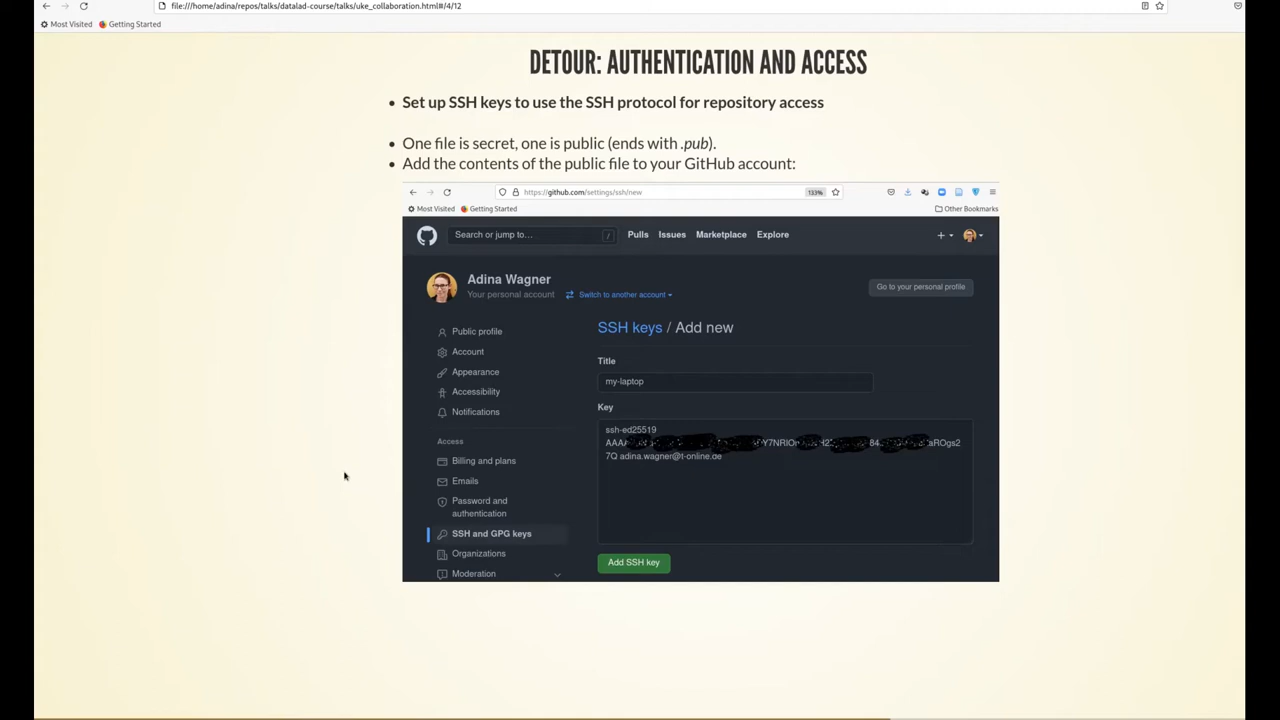 file:///home/adina/repos/talks/datalad-course/talks/uke_collaboration.html#/4/12
Most Visited Getting Started
DETOUR: AUTHENTICATION AND ACCESS
Set up SSH keys to use the SSH protocol for repository access
One file is secret, one is public (ends with .pub).
Add the contents of the public file to your GitHub account:
https://github.com/settings/ssh/new 133%
Most Visited Getting Started Other Bookmarks
Search or jump to... / Pulls Issues Marketplace Explore
Adina Wagner
Your personal account Switch to another account Go to your personal profile
Public profile
Account
Appearance
Accessibility
Notifications
Access
Billing and plans
Emails
Password and
authentication
SSH and GPG keys
Organizations
Moderation
SSH keys / Add new
Title
my-laptop
Key
ssh-ed25519
7Q adina.wagner@t-online.de
Add SSH key